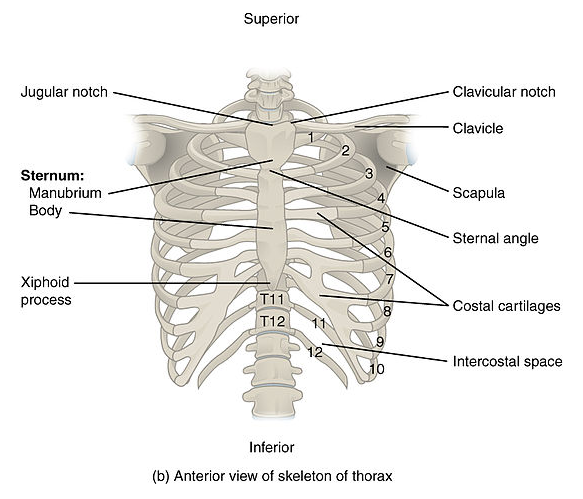 Superior
Jugular notch
Clavicular notch
Clavicle
1
2
3
Sternum:
Manubrium
Body
Scapula
4
5
Sternal angle
6
7
Xiphoid
process
Costal cartilages
T11
8
T12
11
9
12
Intercostal space
10
Inferior
(b) Anterior view of skeleton of thorax